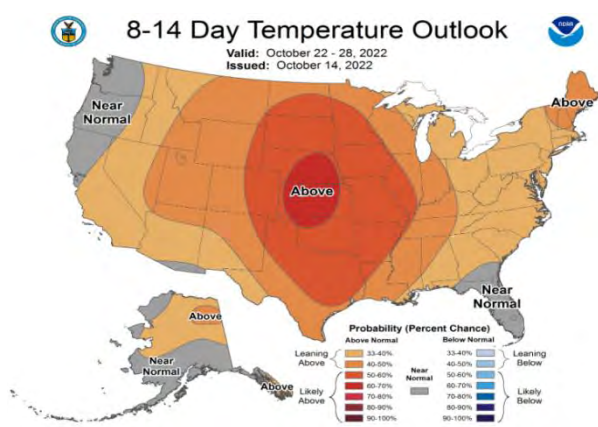 8-14 Day Temperature Outlook
Valid: October 22 - 28, 2022
Issued: October 14, 2022
Near
Normal
Above
Above
Near
Normal
Above
Near
Normal
Above
Probability (Percent Chance)
Above Normal
Below Normal
Leaning
Above
33-40%
40-50%
Likely
Above
50-60%
60-70%
70-80%
80-90%
90-100%
Near
Normal
33-40%
40-50%
Leaning
Below
50-60%
60-70%
70-80%
80-90%
90-100%
Likely
Below